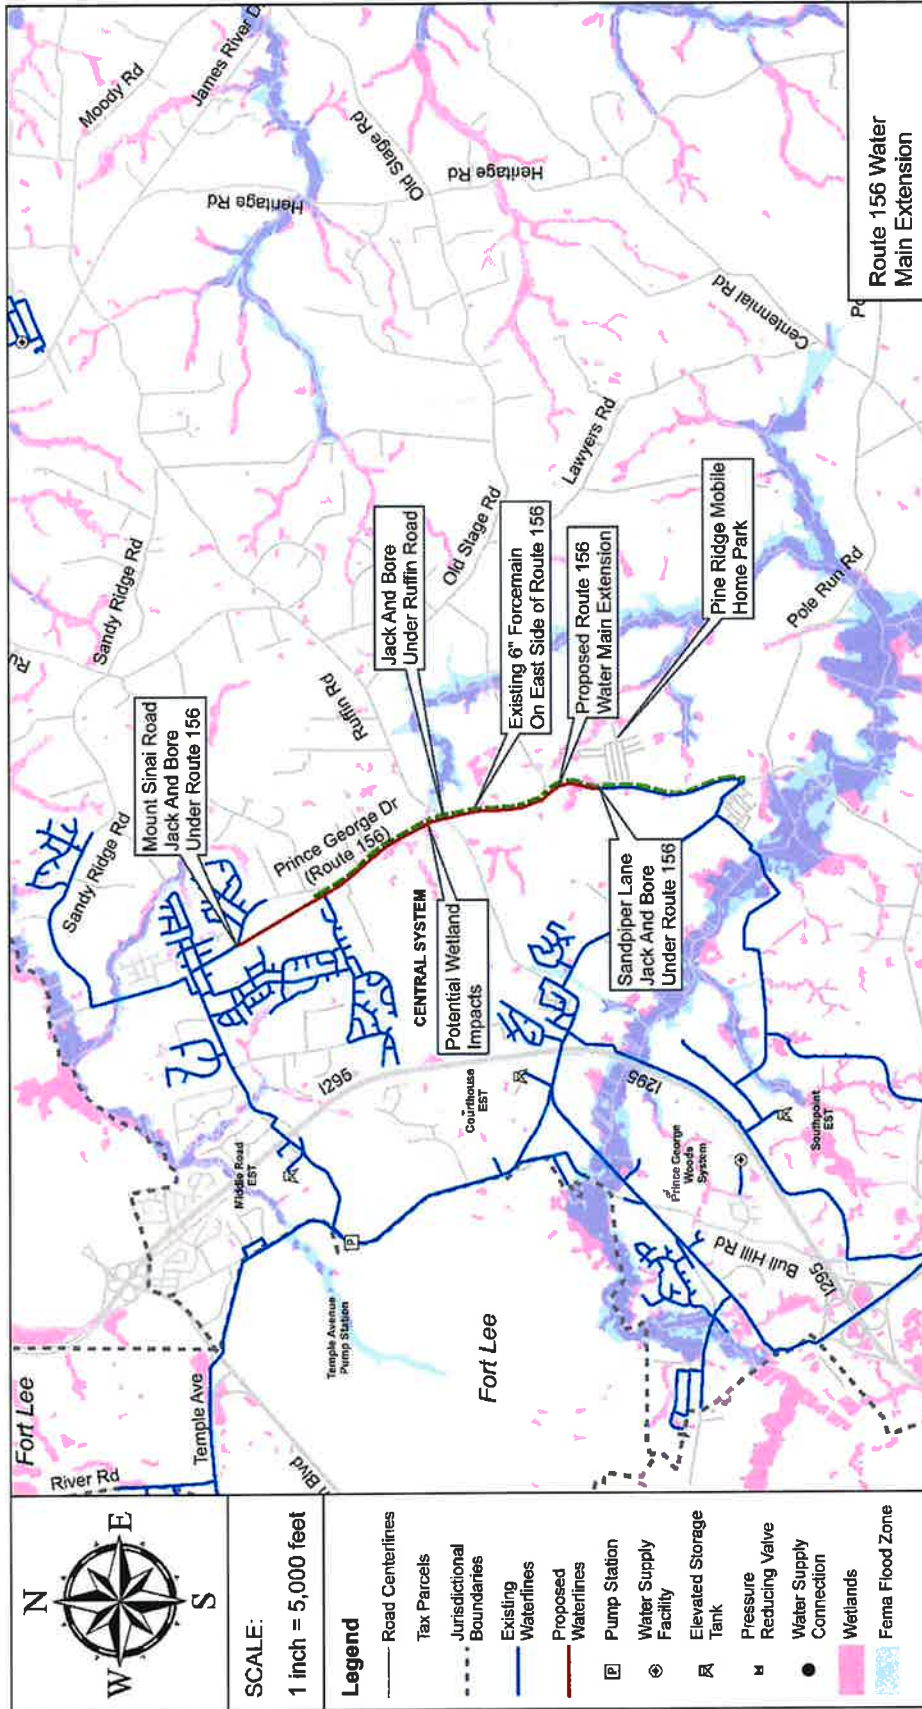 N
W
E
S
SCALE:
1 inch = 5,000 feet
Legend
Road Centerlines
Tax Parcels
Jurisdictional
Boundaries
Existing
Waterlines
Proposed
Waterlines
P
Pump Station
Water Supply
Facility
Elevated Storage
Tank
Pressure
Reducing Valve
Water Supply
Connection
Wetlands
Fema Flood Zone
Fort Lee
River Rd
Temple Ave
n Blvd
Temple Avenue
Pump Station
P
Fort Lee
Middle Road
EST
I295
Courthouse
EST
CENTRAL SYSTEM
I295
Prince George
Woods
System
Bull Hill Rd
I295
Southpoint
EST
Sandy Ridge Rd
Mount Sinai Road
Jack And Bore
Under Route 156
Prince George Dr
(Route 156)
Potential Wetland
Impacts
Sandpiper Lane
Jack And Bore
Under Route 156
Ru
Sandy Ridge Rd
Ruffin Rd
Jack And Bore
Under Ruffin Road
Old Stage Rd
Existing 6" Forcemain
On East Side of Route 156
Proposed Route 156
Water Main Extension
Lawyers Rd
Pine Ridge Mobile
Home Park
Pole Run Rd
Moody Rd
James River D
Heritage Rd
Old Stage Rd
Heritage Rd
Centennial Rd
Po
Route 156 Water
Main Extension